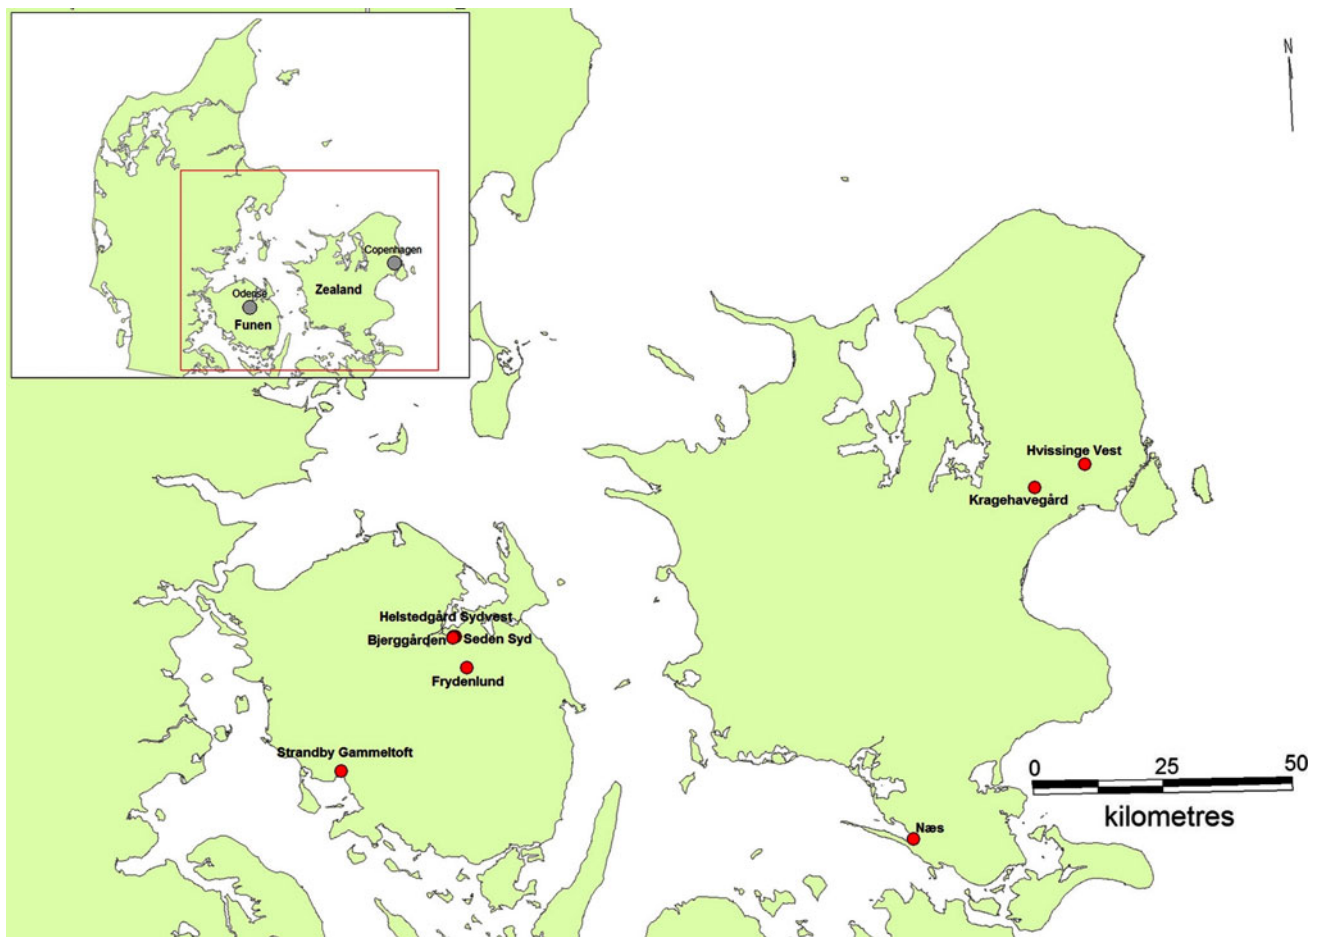 N
Copenhagen
Zealand
Odense
Funen
Hvissinge Vest
Kragehavegård
Helstedgård Sydvest
Bjerggården
Seden Syd
Frydenlund
Strandby Gammeltoft
0 25 50
kilometres
Næs